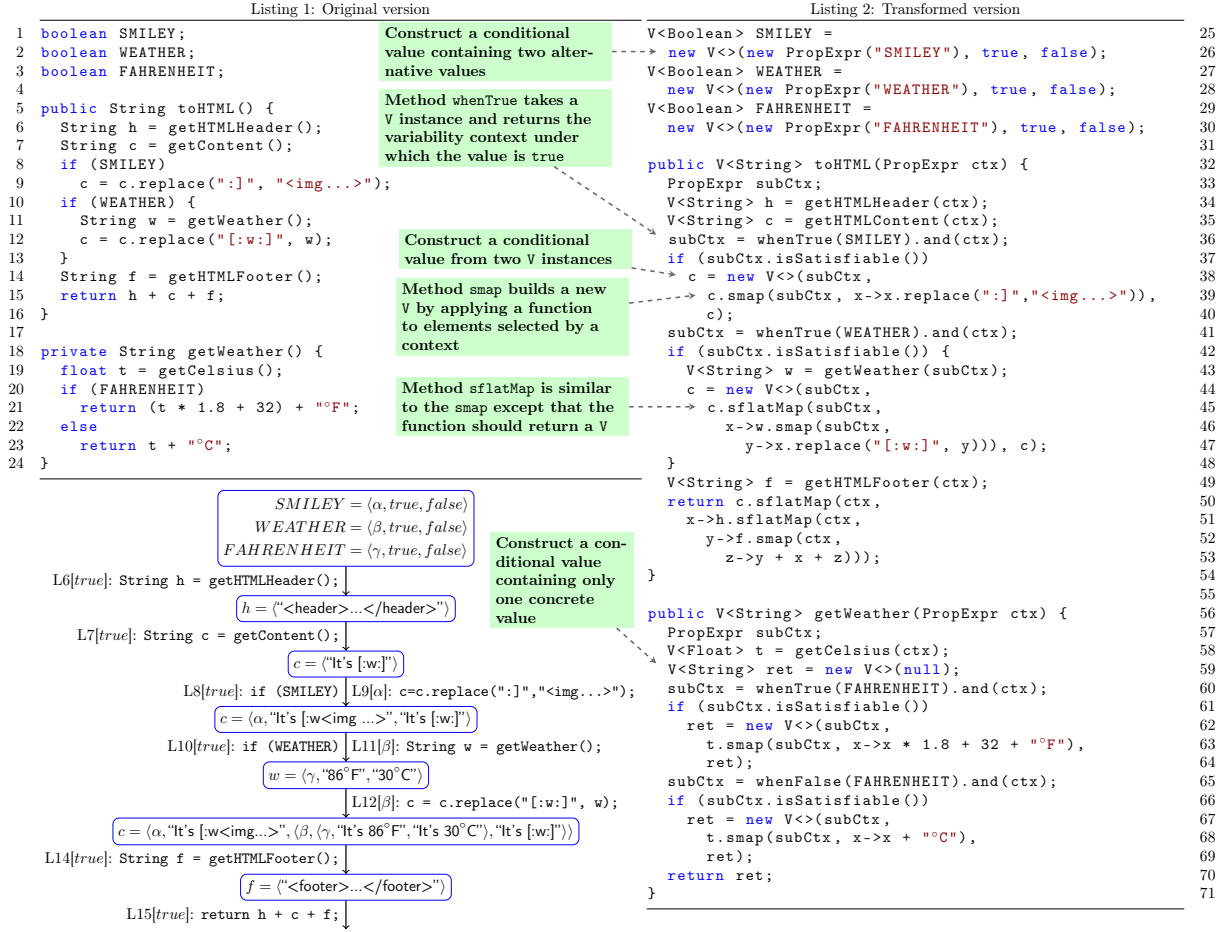 Listing 1: Original version
1 boolean SMILEY;
2 boolean WEATHER;
3 boolean FAHRENHEIT;
4
5 public String toHTML() {
6 String h = getHTMLHeader();
7 String c = getContent();
8 if (SMILEY)
9 c = c.replace(":]", "<img...>");
10 if (WEATHER) {
11 String w = getWeather();
12 c = c.replace("[:w:]", w);
13 }
14 String f = getHTMLFooter();
15 return h + c + f;
16 }
17
18 private String getWeather() {
19 float t = getCelsius();
20 if (FAHRENHEIT)
21 return (t * 1.8 + 32) + "°F";
22 else
23 return t + "°C";
24 }
Construct a conditional
value containing two alter-
native values
Method whenTrue takes a
V instance and returns the
variability context under
which the value is true
Construct a conditional
value from two V instances
Method smap builds a new
V by applying a function
to elements selected by a
context
Method sflatMap is similar
to the smap except that the
function should return a V
Construct a con-
ditional value
containing only
one concrete
value
SMILEY = ⟨α, true, false⟩
WEATHER = ⟨β, true, false⟩
FAHRENHEIT = ⟨γ, true, false⟩
L6[true]: String h = getHTMLHeader();
h = ⟨“<header>...</header>”⟩
L7[true]: String c = getContent();
c = ⟨“It's [:w:]”⟩
L8[true]: if (SMILEY) L9[α]: c=c.replace(":]","<img...>");
c = ⟨α, “It's [:w<img ...>”, “It's [:w:]”⟩
L10[true]: if (WEATHER) L11[β]: String w = getWeather();
w = ⟨γ, “86°F”, “30°C”⟩
L12[β]: c = c.replace("[:w:]", w);
c = ⟨α, “It's [:w<img...>”, ⟨β, ⟨γ, “It's 86°F”, “It's 30°C”⟩, “It's [:w:]”⟩⟩
L14[true]: String f = getHTMLFooter();
f = ⟨“<footer>...</footer>”⟩
L15[true]: return h + c + f;
Listing 2: Transformed version
V<Boolean> SMILEY = 25
new V<>(new PropExpr("SMILEY"), true, false); 26
V<Boolean> WEATHER = 27
new V<>(new PropExpr("WEATHER"), true, false); 28
V<Boolean> FAHRENHEIT = 29
new V<>(new PropExpr("FAHRENHEIT"), true, false); 30
31
public V<String> toHTML(PropExpr ctx) { 32
PropExpr subCtx; 33
V<String> h = getHTMLHeader(ctx); 34
V<String> c = getHTMLContent(ctx); 35
subCtx = whenTrue(SMILEY).and(ctx); 36
if (subCtx.isSatisfiable()) 37
c = new V<>(subCtx, 38
c.smap(subCtx, x->x.replace(":]","<img...>")), 39
c); 40
subCtx = whenTrue(WEATHER).and(ctx); 41
if (subCtx.isSatisfiable()) { 42
V<String> w = getWeather(subCtx); 43
c = new V<>(subCtx, 44
c.sflatMap(subCtx, 45
x->w.smap(subCtx, 46
y->x.replace("[:w:]", y))), c); 47
} 48
V<String> f = getHTMLFooter(ctx); 49
return c.sflatMap(ctx, 50
x->h.sflatMap(ctx, 51
y->f.smap(ctx, 52
z->y + x + z))); 53
} 54
55
public V<String> getWeather(PropExpr ctx) { 56
PropExpr subCtx; 57
V<Float> t = getCelsius(ctx); 58
V<String> ret = new V<>(null); 59
subCtx = whenTrue(FAHRENHEIT).and(ctx); 60
if (subCtx.isSatisfiable()) 61
ret = new V<>(subCtx, 62
t.smap(subCtx, x->x * 1.8 + 32 + "°F"), 63
ret); 64
subCtx = whenFalse(FAHRENHEIT).and(ctx); 65
if (subCtx.isSatisfiable()) 66
ret = new V<>(subCtx, 67
t.smap(subCtx, x->x + "°C"), 68
ret); 69
return ret; 70
} 71